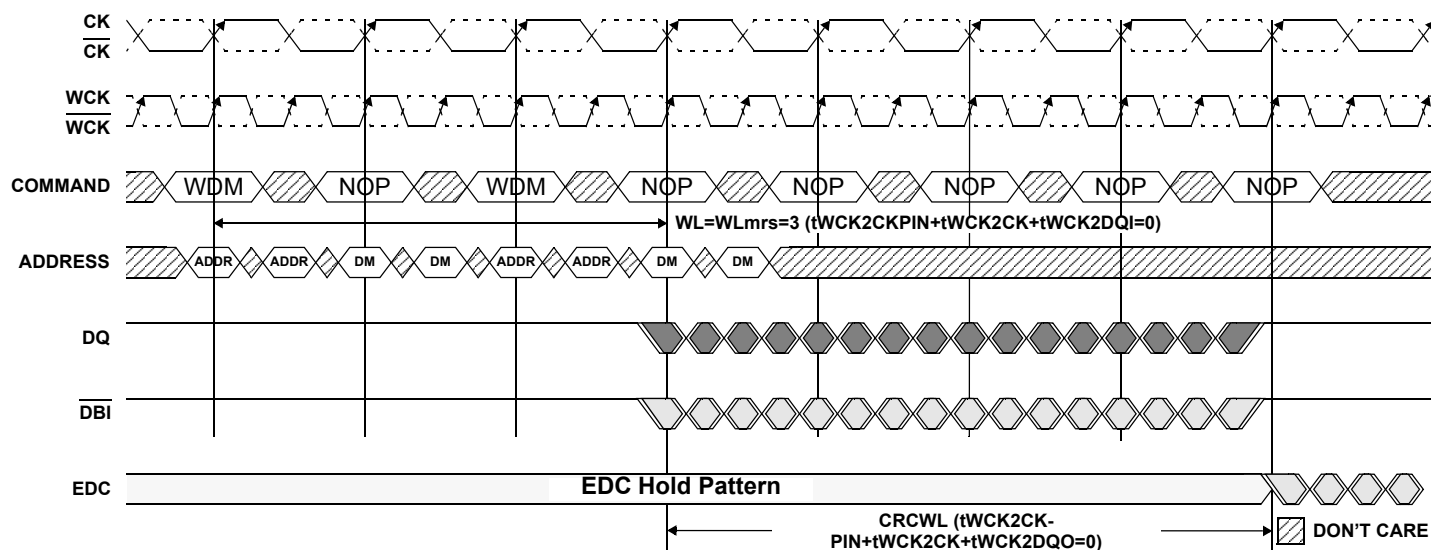 CK
CK
WCK
WCK
COMMAND WDM NOP WDM NOP NOP NOP NOP NOP
WL=WLmrs=3 (tWCK2CKPIN+tWCK2CK+tWCK2DQI=0)
ADDRESS ADDR ADDR DM DM ADDR ADDR DM DM
DQ
DBI
EDC EDC Hold Pattern
CRCWL (tWCK2CK-
PIN+tWCK2CK+tWCK2DQO=0)
DON'T CARE